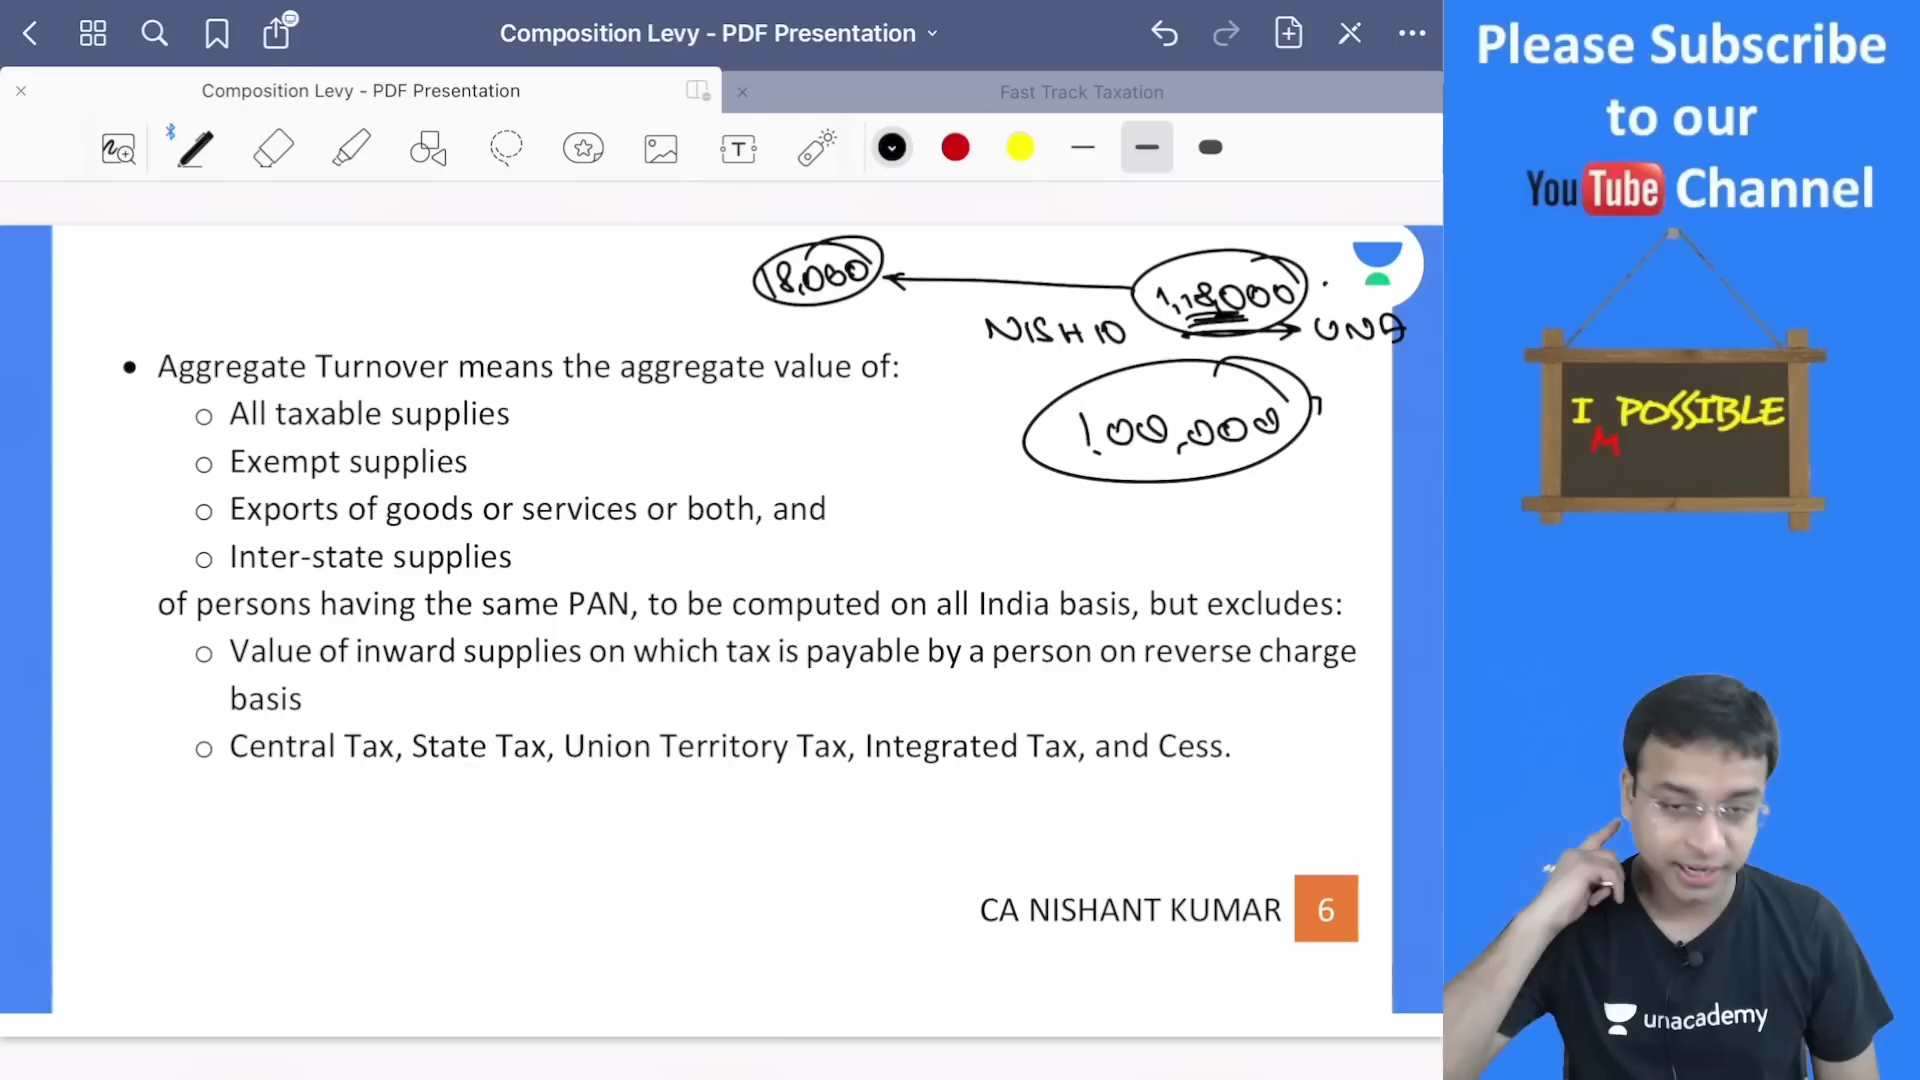 Composition Levy - PDF Presentation
Composition Levy - PDF Presentation
Fast Track Taxation
T
18,000
1,18,000
NISH10
UNA
1,00,000
• Aggregate Turnover means the aggregate value of:
○ All taxable supplies
○ Exempt supplies
○ Exports of goods or services or both, and
○ Inter-state supplies
of persons having the same PAN, to be computed on all India basis, but excludes:
○ Value of inward supplies on which tax is payable by a person on reverse charge
basis
○ Central Tax, State Tax, Union Territory Tax, Integrated Tax, and Cess.
CA NISHANT KUMAR 6
Please Subscribe
to our
YouTube Channel
I POSSIBLE
M
unacademy